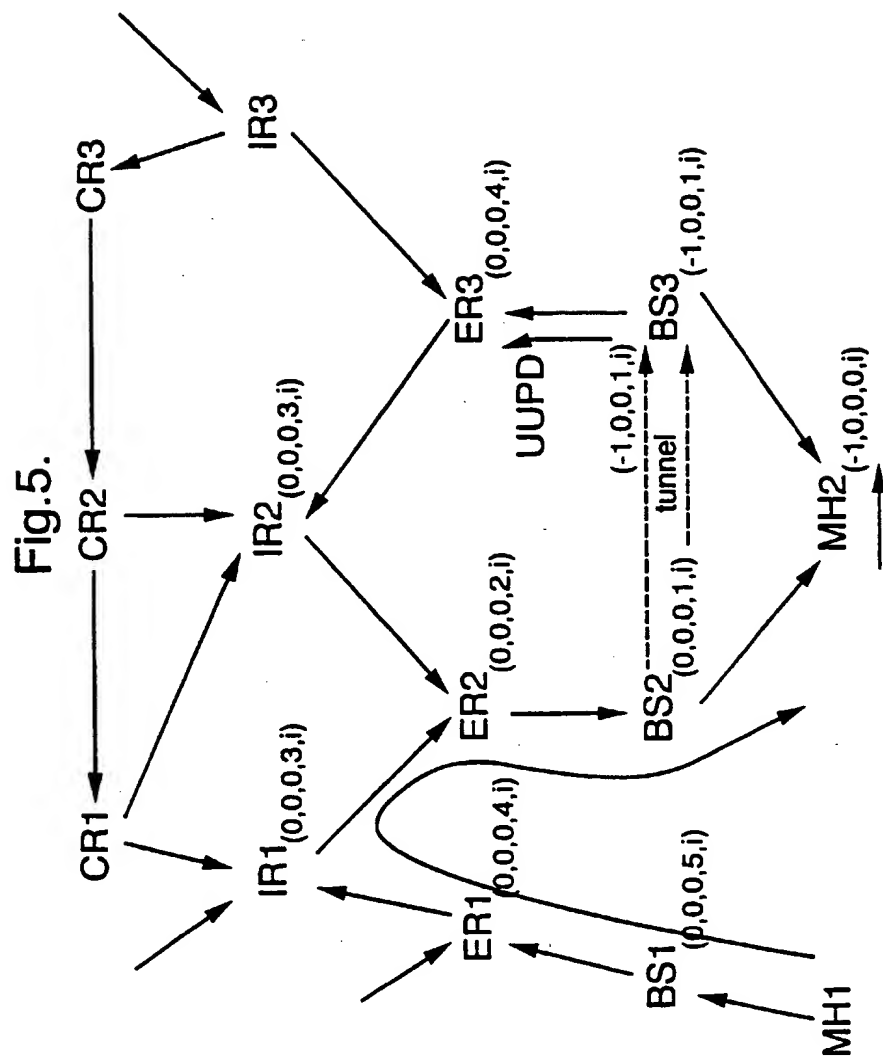 Fig.5.
CR1
CR2
CR3
IR1(0,0,0,3,i)
IR2(0,0,0,3,i)
IR3
ER1(0,0,0,4,i)
ER2(0,0,0,2,i)
ER3(0,0,0,4,i)
UUPD
BS1(0,0,0,5,i)
BS2(0,0,0,1,i)
(-1,0,0,1,i)
tunnel
BS3(-1,0,0,1,i)
MH1
MH2(-1,0,0,0,i)